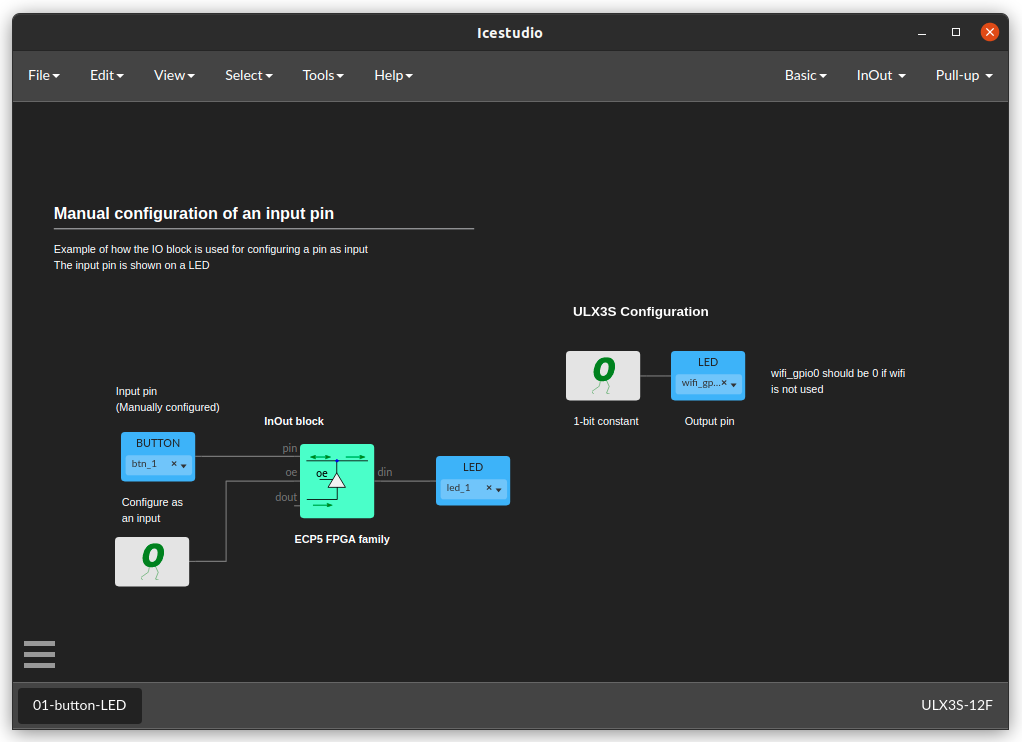 Icestudio
File Edit View Select Tools Help Basic InOut Pull-up
Manual configuration of an input pin
Example of how the IO block is used for configuring a pin as input
The input pin is shown on a LED
ULX3S Configuration
0
LED
wifi_gp...×
wifi_gpio0 should be 0 if wifi
is not used
1-bit constant
Output pin
Input pin
(Manually configured)
InOut block
BUTTON
btn_1 ×
pin
oe
dout
oe
din
LED
led_1 ×
Configure as
an input
0
ECP5 FPGA family
01-button-LED
ULX3S-12F